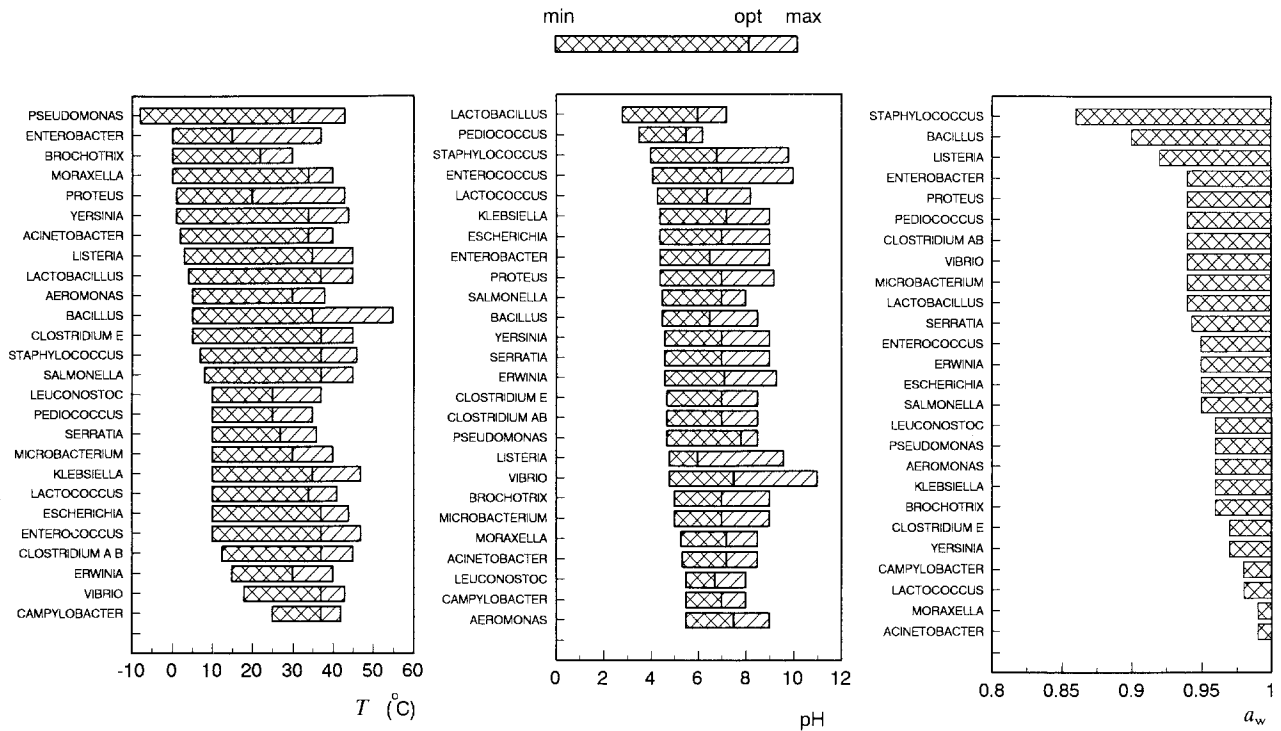 min opt max
PSEUDOMONAS
ENTEROBACTER
BROCHOTRIX
MORAXELLA
PROTEUS
YERSINIA
ACINETOBACTER
LISTERIA
LACTOBACILLUS
AEROMONAS
BACILLUS
CLOSTRIDIUM E
STAPHYLOCOCCUS
SALMONELLA
LEUCONOSTOC
PEDIOCOCCUS
SERRATIA
MICROBACTERIUM
KLEBSIELLA
LACTOCOCCUS
ESCHERICHIA
ENTEROCOCCUS
CLOSTRIDIUM A B
ERWINIA
VIBRIO
CAMPYLOBACTER
-10 0 10 20 30 40 50 60
T (°C)
LACTOBACILLUS
PEDIOCOCCUS
STAPHYLOCOCCUS
ENTEROCOCCUS
LACTOCOCCUS
KLEBSIELLA
ESCHERICHIA
ENTEROBACTER
PROTEUS
SALMONELLA
BACILLUS
YERSINIA
SERRATIA
ERWINIA
CLOSTRIDIUM E
CLOSTRIDIUM AB
PSEUDOMONAS
LISTERIA
VIBRIO
BROCHOTRIX
MICROBACTERIUM
MORAXELLA
ACINETOBACTER
LEUCONOSTOC
CAMPYLOBACTER
AEROMONAS
0 2 4 6 8 10 12
pH
STAPHYLOCOCCUS
BACILLUS
LISTERIA
ENTEROBACTER
PROTEUS
PEDIOCOCCUS
CLOSTRIDIUM AB
VIBRIO
MICROBACTERIUM
LACTOBACILLUS
SERRATIA
ENTEROCOCCUS
ERWINIA
ESCHERICHIA
SALMONELLA
LEUCONOSTOC
PSEUDOMONAS
AEROMONAS
KLEBSIELLA
BROCHOTRIX
CLOSTRIDIUM E
YERSINIA
CAMPYLOBACTER
LACTOCOCCUS
MORAXELLA
ACINETOBACTER
0.8 0.85 0.9 0.95 1
a_w